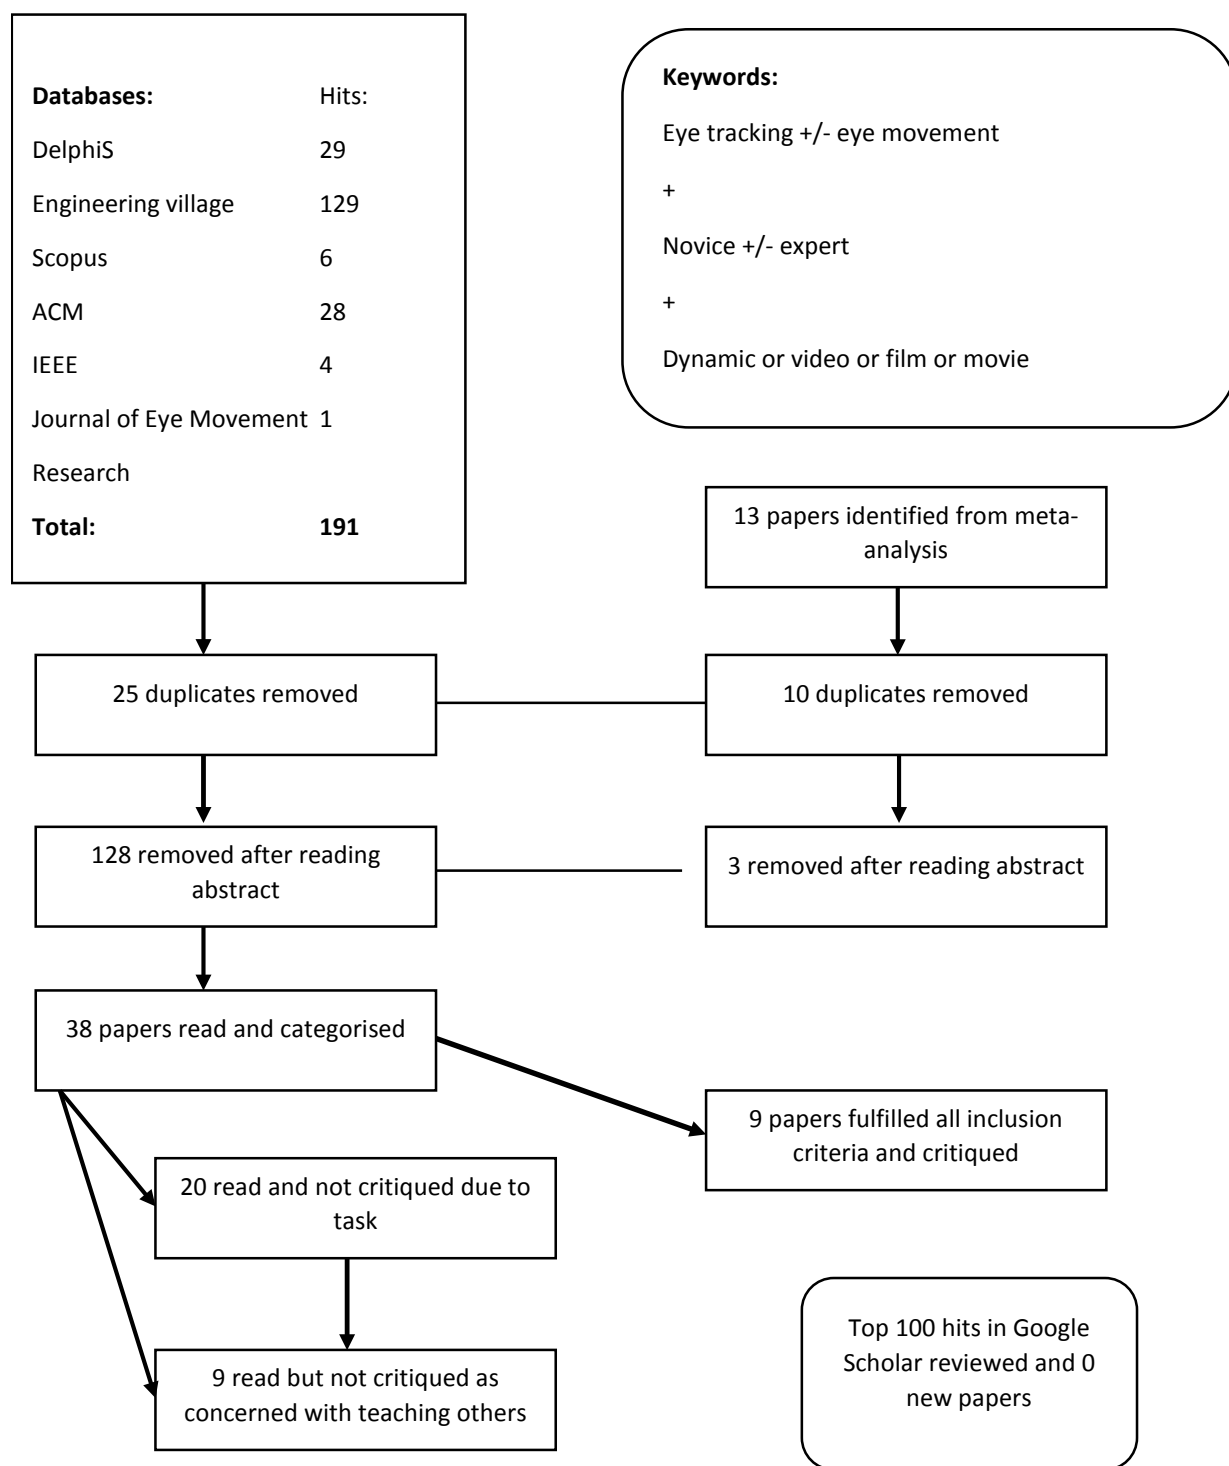 Databases: Hits:
DelphiS 29
Engineering village 129
Scopus 6
ACM 28
IEEE 4
Journal of Eye Movement 1
Research
Total: 191
Keywords:
Eye tracking +/- eye movement
+
Novice +/- expert
+
Dynamic or video or film or movie
13 papers identified from meta-
analysis
25 duplicates removed
10 duplicates removed
128 removed after reading
abstract
3 removed after reading abstract
38 papers read and categorised
9 papers fulfilled all inclusion
criteria and critiqued
20 read and not critiqued due to
task
9 read but not critiqued as
concerned with teaching others
Top 100 hits in Google
Scholar reviewed and 0
new papers